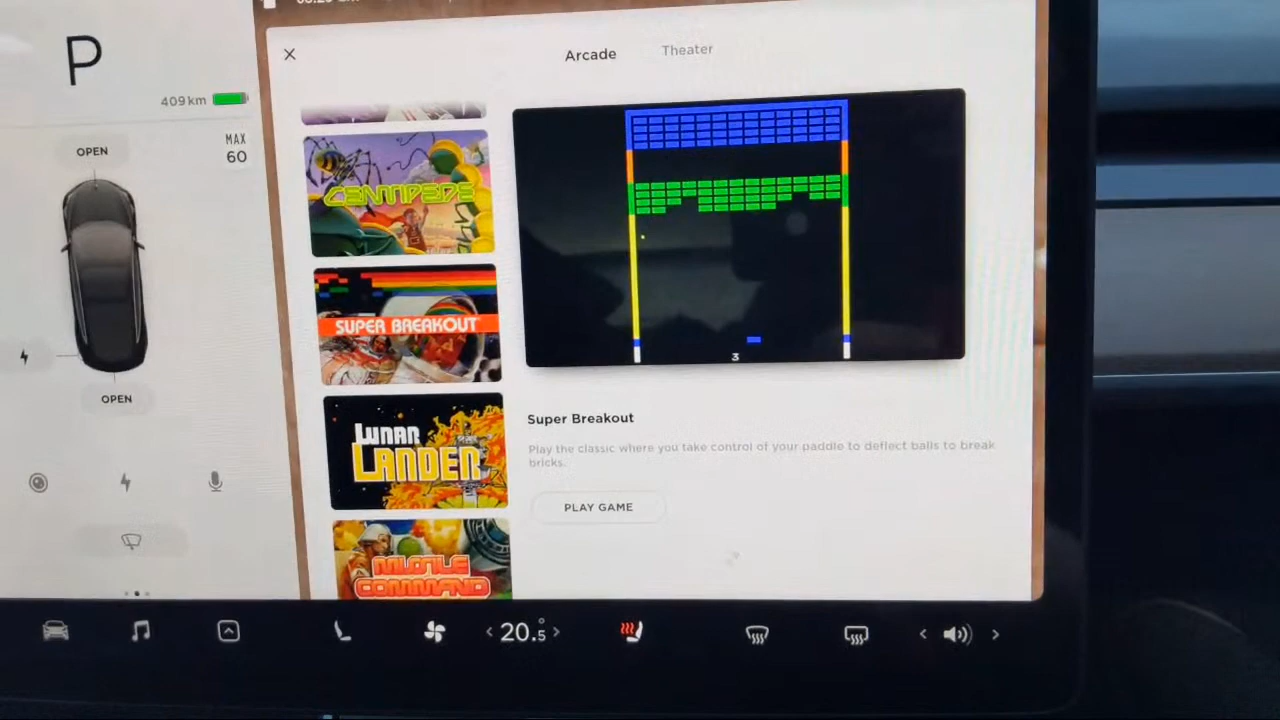 P
409 km
MAX
60
OPEN
OPEN
Arcade
Theater
CENTIPEDE
SUPER BREAKOUT
LUNAR
LANDER
MISSILE
COMMAND
3
Super Breakout
Play the classic where you take control of your paddle to deflect balls to break
bricks.
PLAY GAME
20.5°